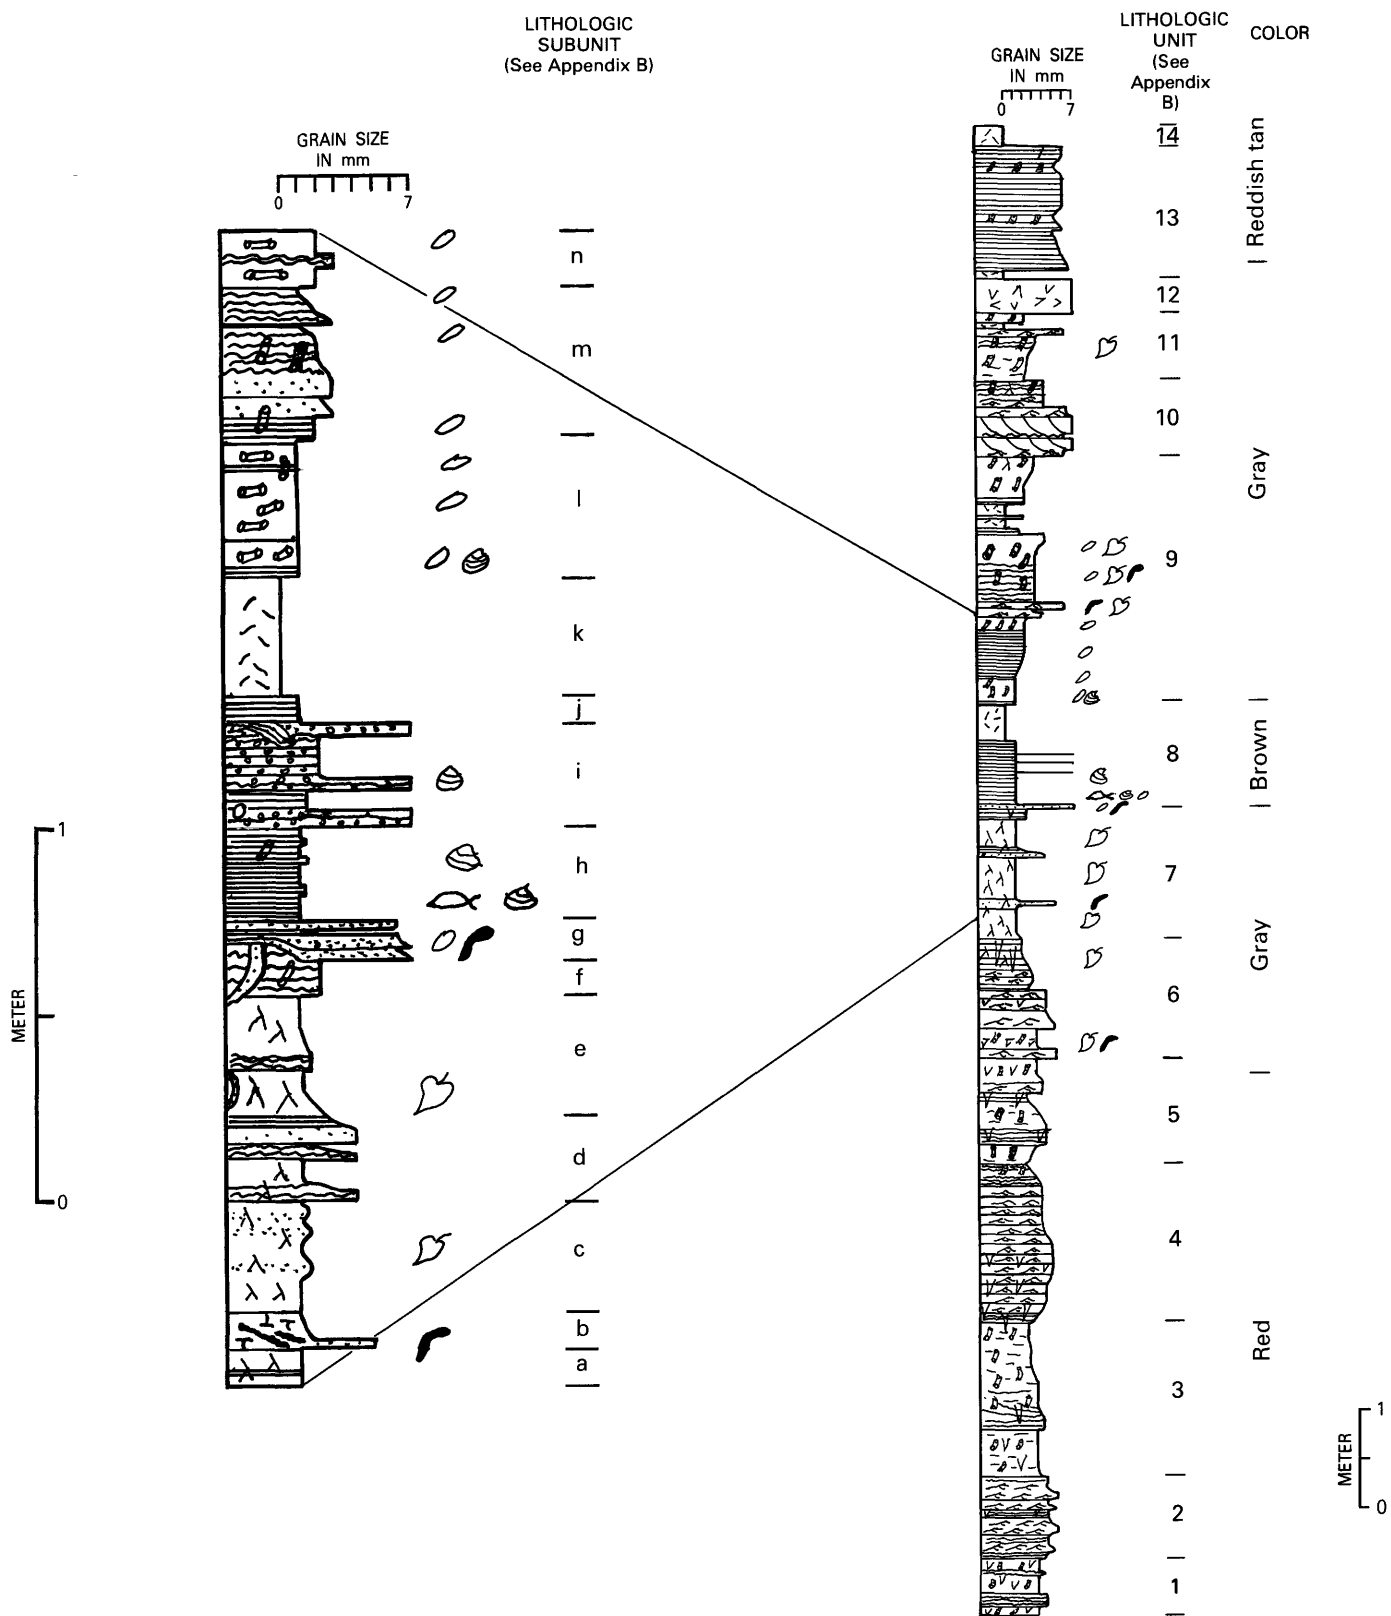 LITHOLOGIC
SUBUNIT
(See Appendix B)
GRAIN SIZE
IN mm
0 7
n
m
l
k
j
i
h
g
f
e
d
c
b
a
METER
1
0
LITHOLOGIC
UNIT
(See
Appendix
B)
COLOR
GRAIN SIZE
IN mm
0 7
14
13
12
11
10
9
8
7
6
5
4
3
2
1
Reddish tan
Gray
Brown
Gray
Red
METER
1
0